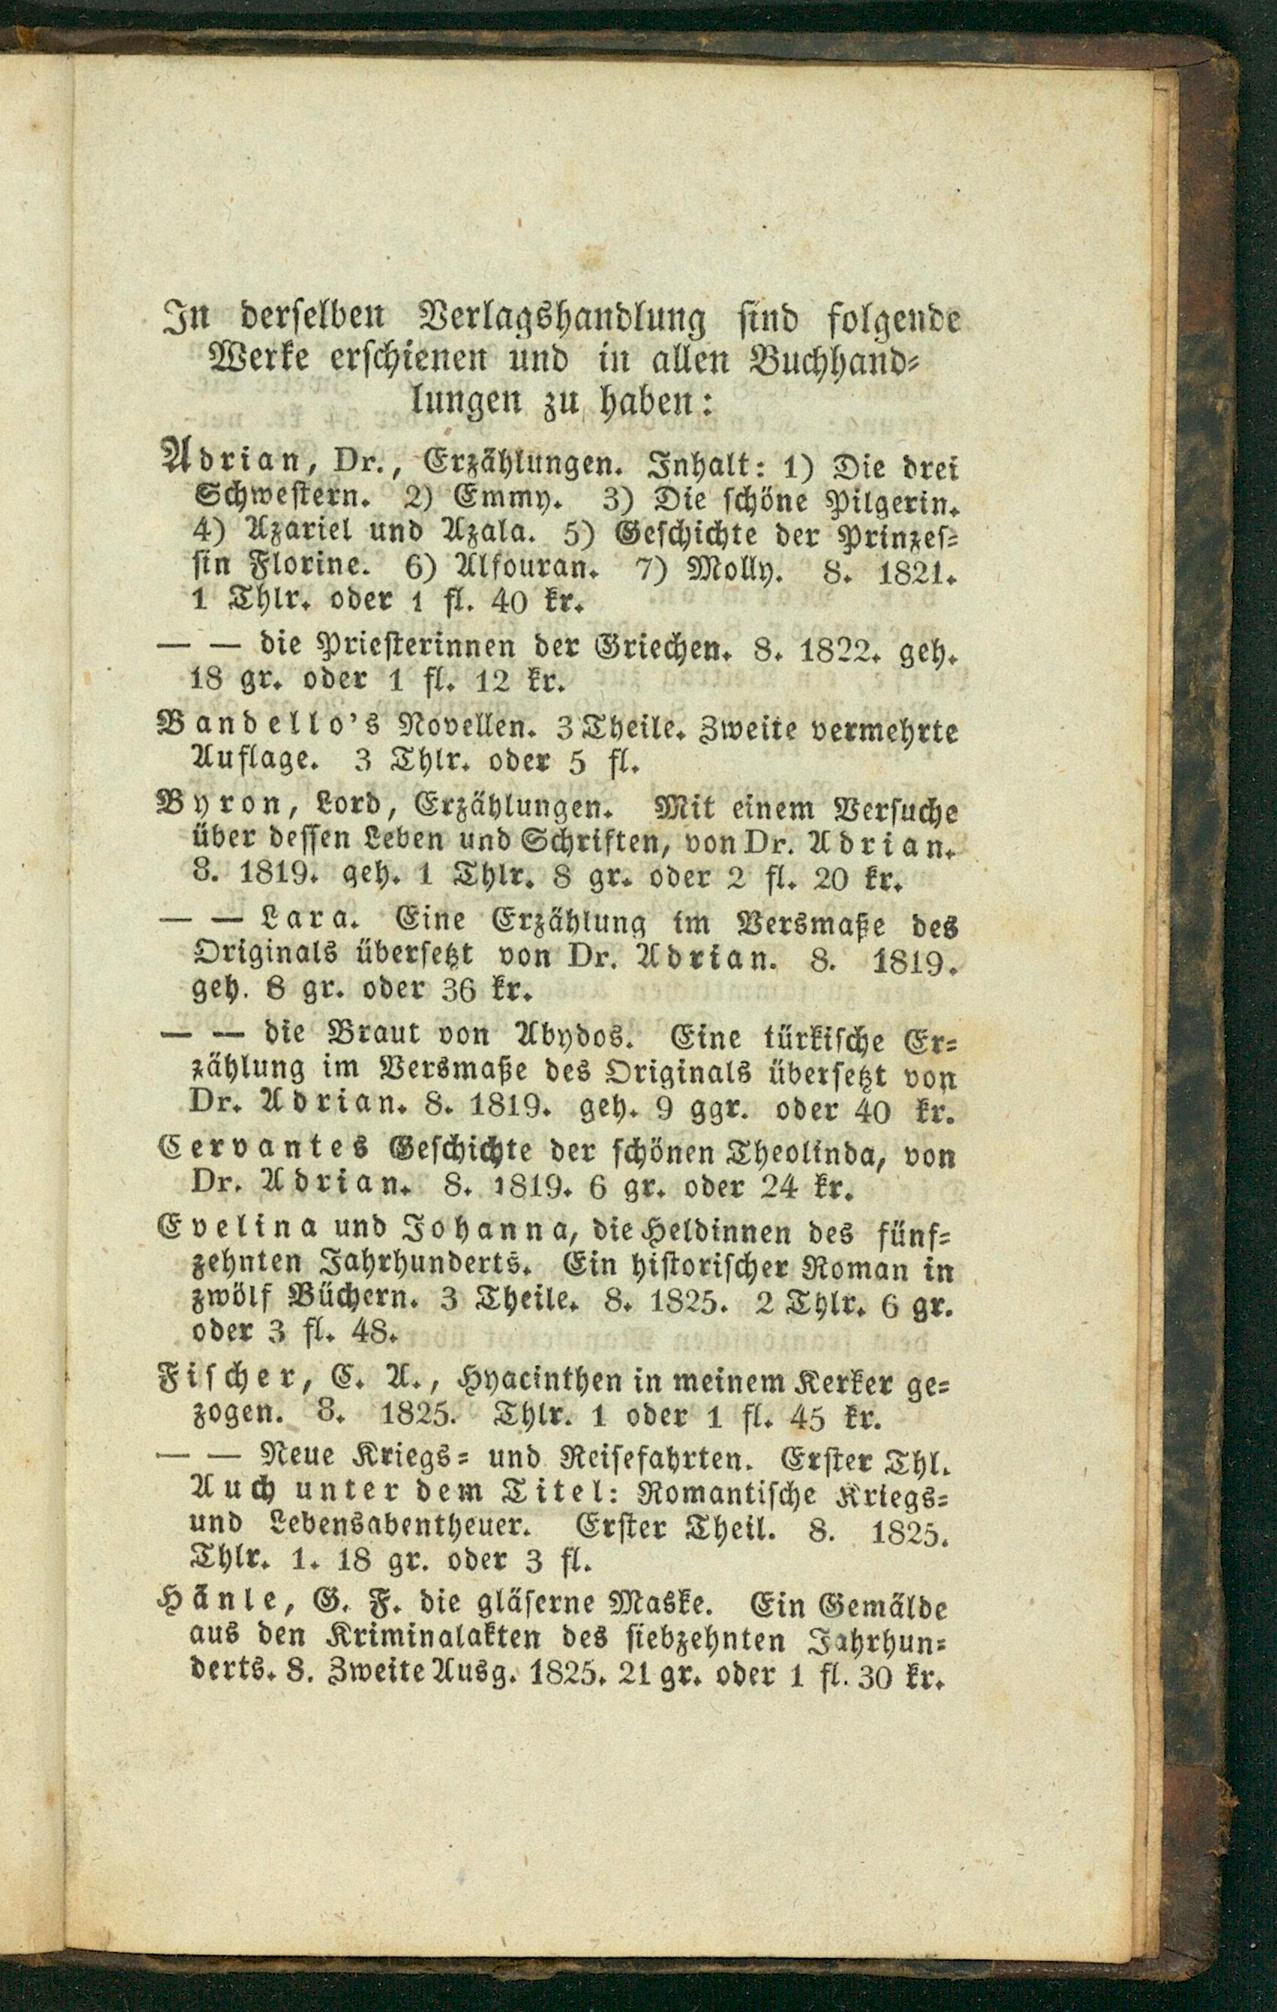 In derselben Verlagshandlung sind folgende
Werke erschienen und in allen Buchhand-
lungen zu haben:
Adrian, Dr., Erzählungen. Inhalt: 1) Die drei
Schwestern. 2) Emmy. 3) Die schöne Pilgerin.
4) Azariel und Azala. 5) Geschichte der Prinzes-
sin Florine. 6) Alfouran. 7) Molly. 8. 1821.
1 Thlr. oder 1 fl. 40 kr.
— — die Priesterinnen der Griechen. 8. 1822. geh.
18 gr. oder 1 fl. 12 kr.
Bandello's Novellen. 3 Theile. Zweite vermehrte
Auflage. 3 Thlr. oder 5 fl.
Byron, Lord, Erzählungen. Mit einem Versuche
über dessen Leben und Schriften, von Dr. Adrian.
8. 1819. geh. 1 Thlr. 8 gr. oder 2 fl. 20 kr.
— — Lara. Eine Erzählung im Versmaße des
Originals übersetzt von Dr. Adrian. 8. 1819.
geh. 8 gr. oder 36 kr.
— — die Braut von Abydos. Eine türkische Er-
zählung im Versmaße des Originals übersetzt von
Dr. Adrian. 8. 1819. geh. 9 ggr. oder 40 kr.
Cervantes Geschichte der schönen Theolinda, von
Dr. Adrian. 8. 1819. 6 gr. oder 24 kr.
Evelina und Johanna, die Heldinnen des fünf-
zehnten Jahrhunderts. Ein historischer Roman in
zwölf Büchern. 3 Theile. 8. 1825. 2 Thlr. 6 gr.
oder 3 fl. 48.
Fischer, C. A., Hyacinthen in meinem Kerker ge-
zogen. 8. 1825. Thlr. 1 oder 1 fl. 45 kr.
— — Neue Kriegs- und Reisefahrten. Erster Thl.
Auch unter dem Titel: Romantische Kriegs-
und Lebensabentheuer. Erster Theil. 8. 1825.
Thlr. 1. 18 gr. oder 3 fl.
Hänle, G. F. die gläserne Maske. Ein Gemälde
aus den Kriminalakten des siebzehnten Jahrhun-
derts. 8. Zweite Ausg. 1825. 21 gr. oder 1 fl. 30 kr.